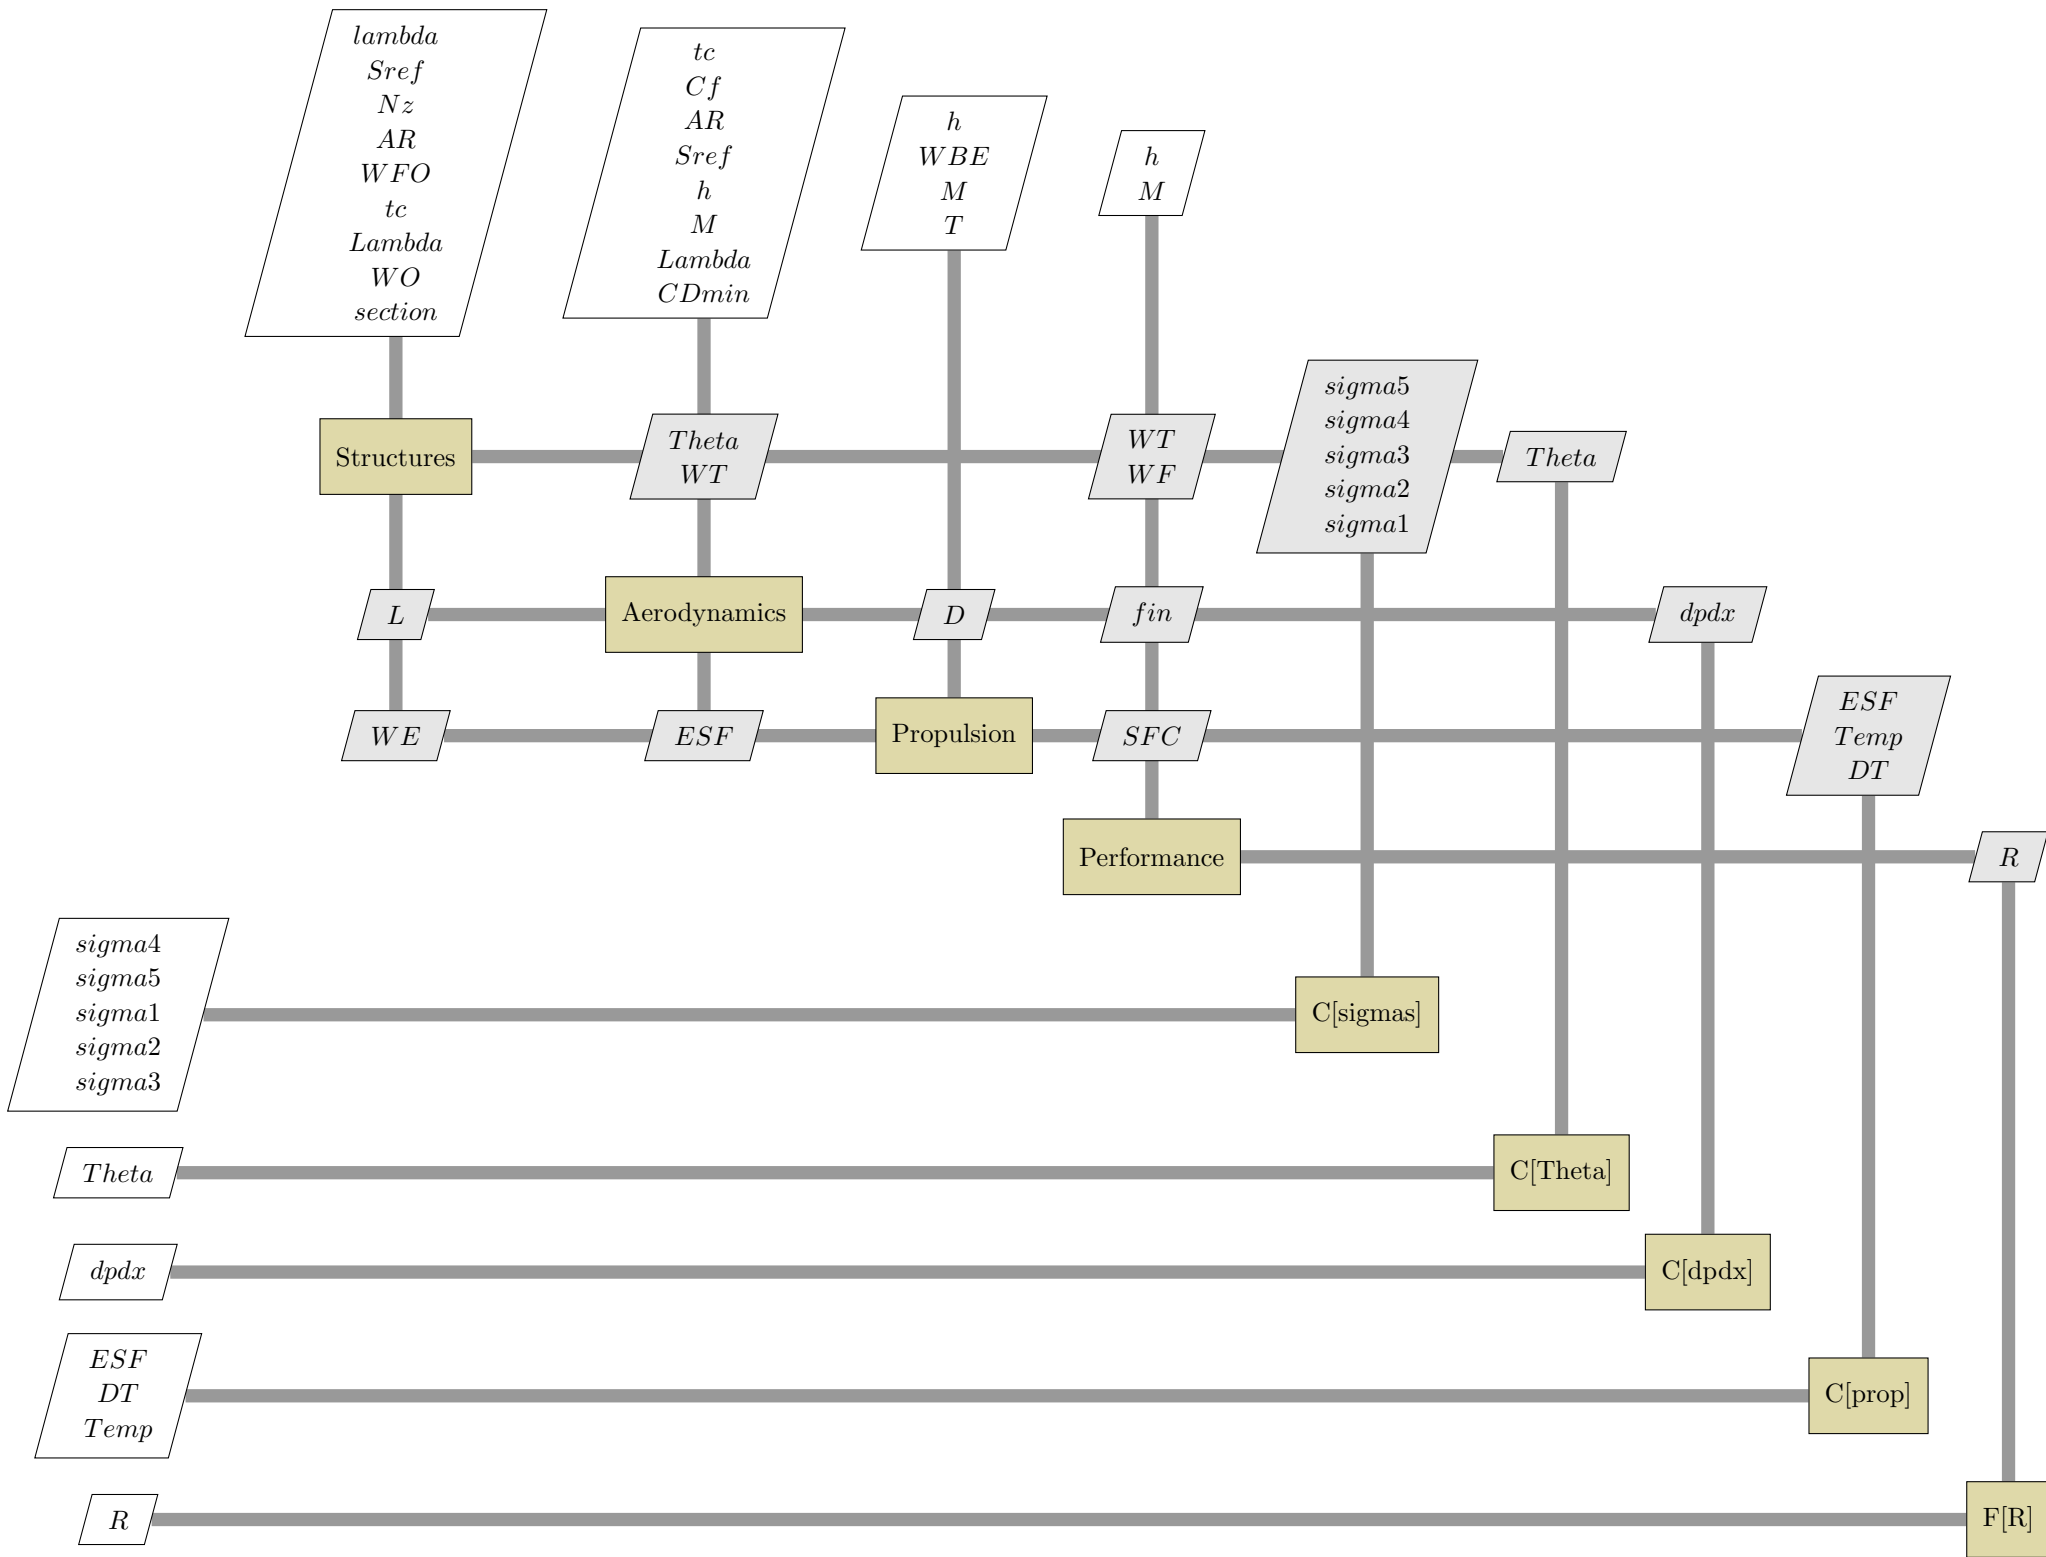 lambda
Sref
Nz
AR
WFO
tc
Lambda
WO
section
tc
Cf
AR
Sref
h
M
Lambda
CDmin
h
WBE
M
T
h
M
Structures
Theta
WT
WT
WF
sigma5
sigma4
sigma3
sigma2
sigma1
Theta
L
Aerodynamics
D
fin
dpdx
WE
ESF
Propulsion
SFC
ESF
Temp
DT
Performance
R
sigma4
sigma5
sigma1
sigma2
sigma3
C[sigmas]
Theta
C[Theta]
dpdx
C[dpdx]
ESF
DT
Temp
C[prop]
R
F[R]